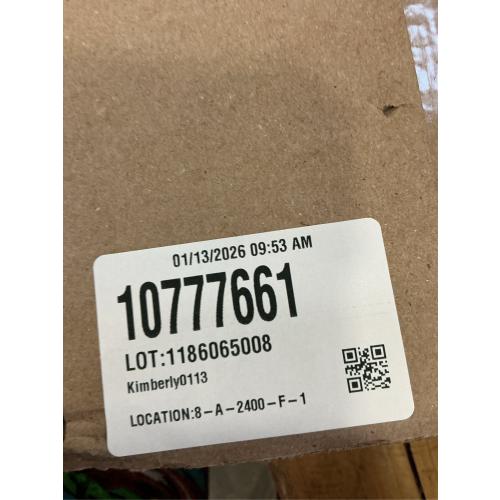 01/13/2026 09:53 AM
10777661
LOT:1186065008
Kimberly0113
LOCATION:8-A-2400-F-1